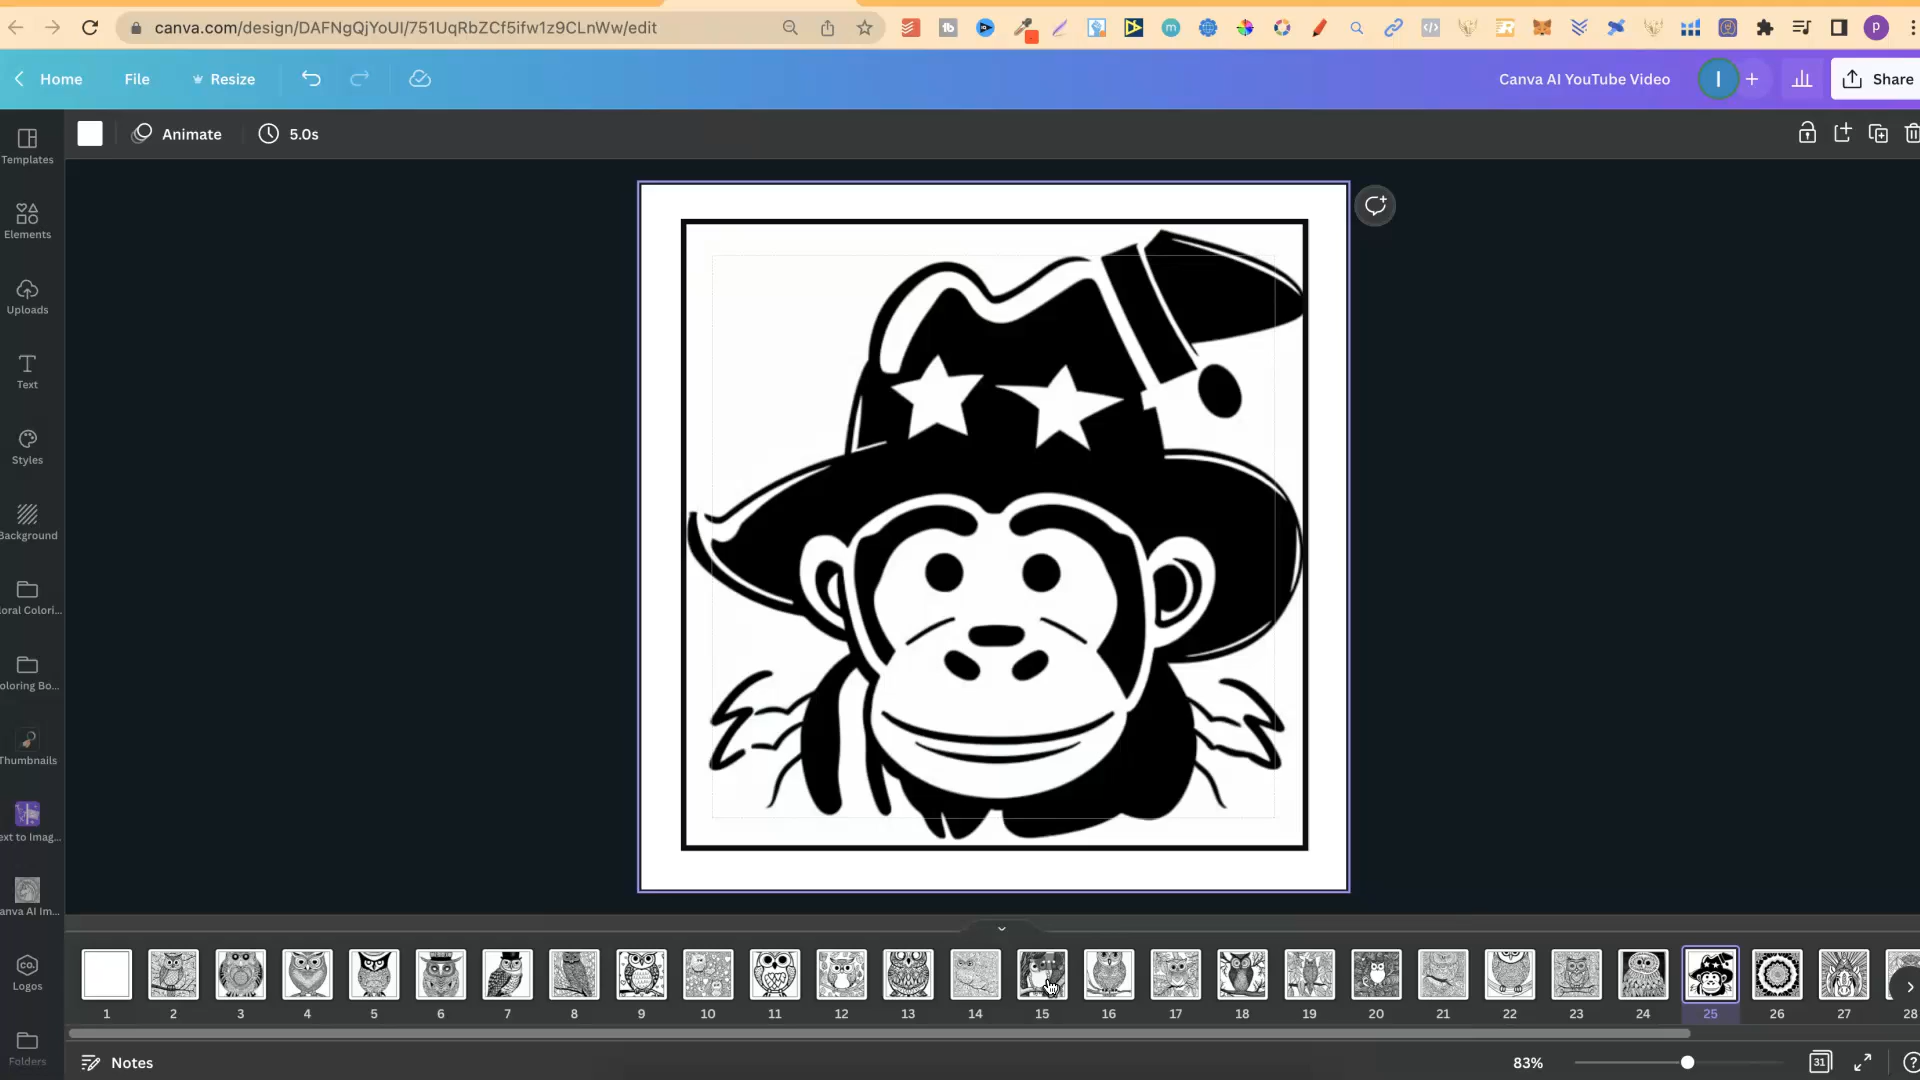 canva.com/design/DAFNgQjYoUI/751UqRbZCf5ifw1z9CLnWw/edit
Home
File
Resize
Canva AI YouTube Video
I
Share
p
Animate
5.0s
Templates
Elements
Uploads
Text
Styles
Background
loral Colori...
oloring Bo...
Thumbnails
ext to Imag...
anva AI Im...
co.
Logos
Folders
1 2 3 4 5 6 7 8 9 10 11 12 13 14 15 16 17 18 19 20 21 22 23 24 25 26 27 28
Notes
83%
31
?